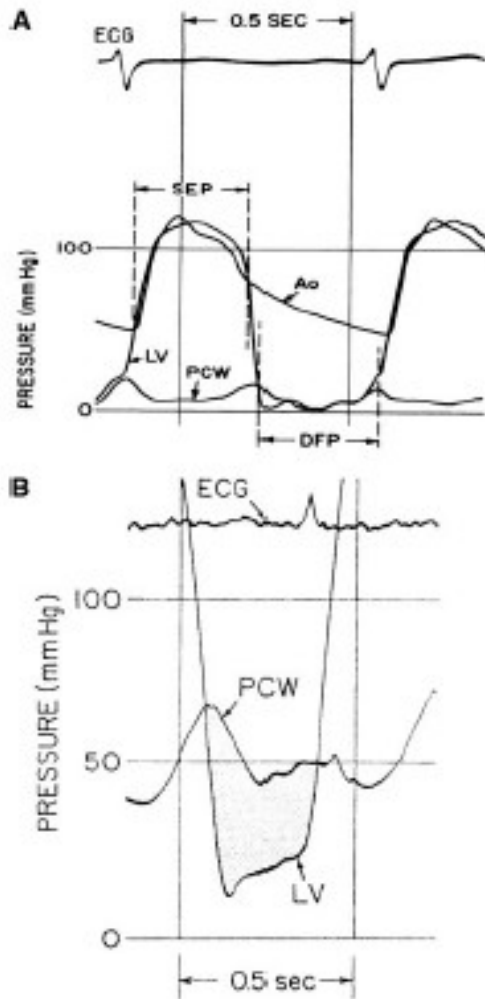 A
0.5 SEC
ECG
SEP
100
Ao
LV
PCW
0
DFP
PRESSURE (mm Hg)
B
ECG
100
PCW
50
LV
0
PRESSURE (mm Hg)
0.5 sec